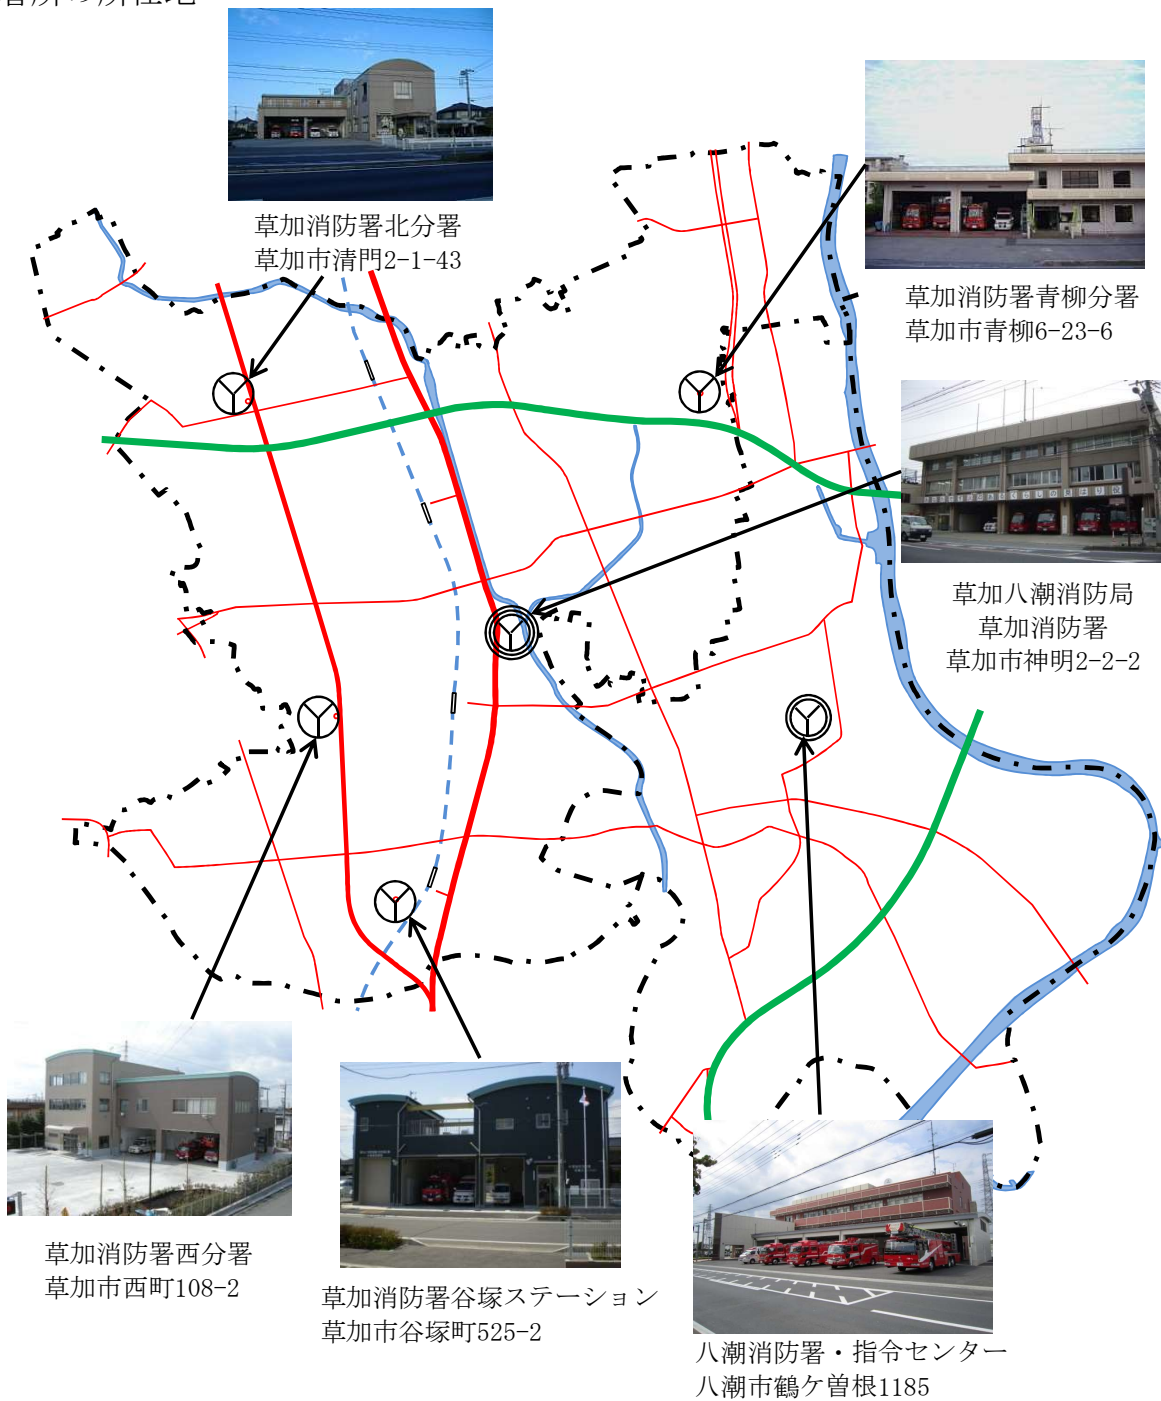 草加消防署北分署
草加市清門2-1-43
草加消防署青柳分署
草加市青柳6-23-6
草加八潮消防局
草加消防署
草加市神明2-2-2
草加消防署西分署
草加市西町108-2
草加消防署谷塚ステーション
草加市谷塚町525-2
八潮消防署・指令センター
八潮市鶴ケ曽根1185